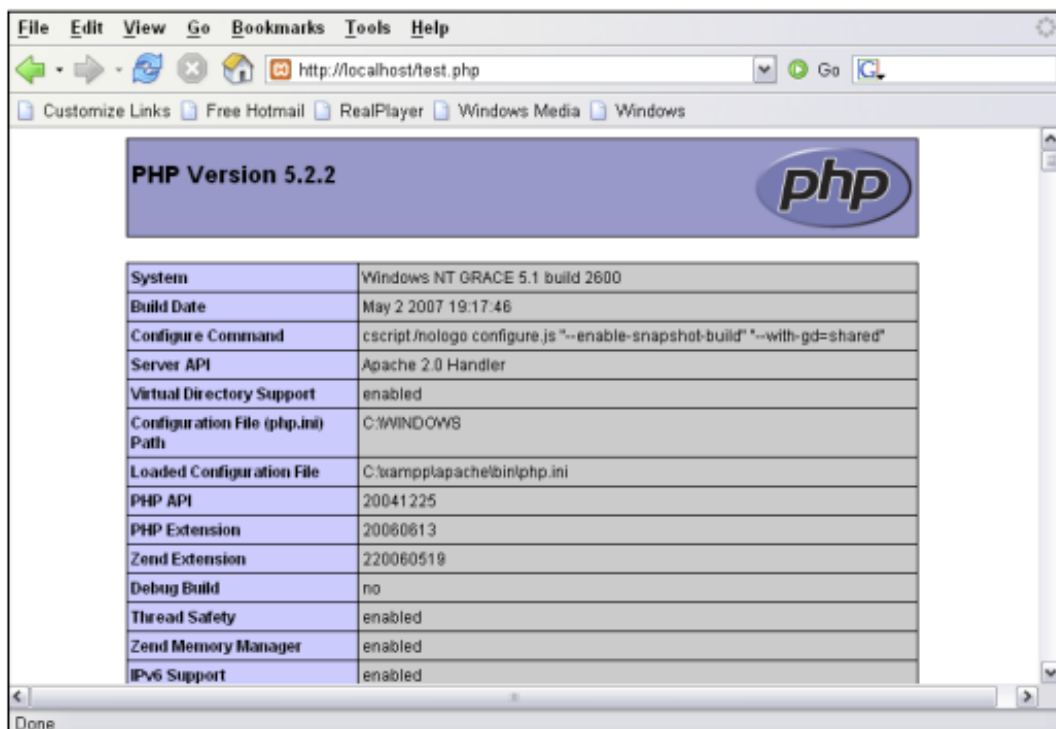 File Edit View Go Bookmarks Tools Help
http://localhost/test.php Go G
Customize Links Free Hotmail RealPlayer Windows Media Windows
PHP Version 5.2.2 php
System Windows NT GRACE 5.1 build 2600
Build Date May 2 2007 19:17:46
Configure Command cscript /nologo configure.js "--enable-snapshot-build" "--with-gd=shared"
Server API Apache 2.0 Handler
Virtual Directory Support enabled
Configuration File (php.ini) C:\WINDOWS
Path
Loaded Configuration File C:\xampp\apache\bin\php.ini
PHP API 20041225
PHP Extension 20060613
Zend Extension 220060519
Debug Build no
Thread Safety enabled
Zend Memory Manager enabled
IPv6 Support enabled
Done